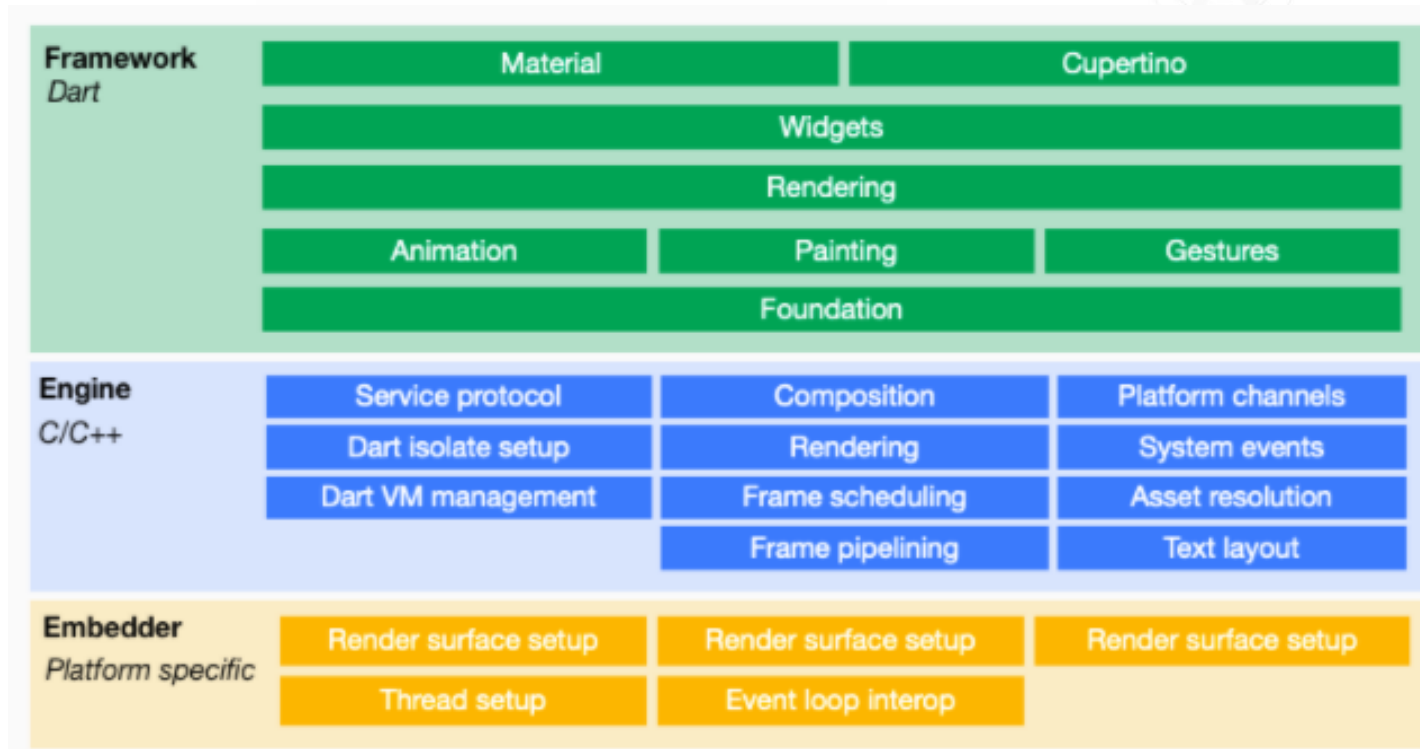 Framework
Dart
Material
Cupertino
Widgets
Rendering
Animation
Painting
Gestures
Foundation
Engine
C/C++
Service protocol
Composition
Platform channels
Dart isolate setup
Rendering
System events
Dart VM management
Frame scheduling
Asset resolution
Frame pipelining
Text layout
Embedder
Platform specific
Render surface setup
Render surface setup
Render surface setup
Thread setup
Event loop interop